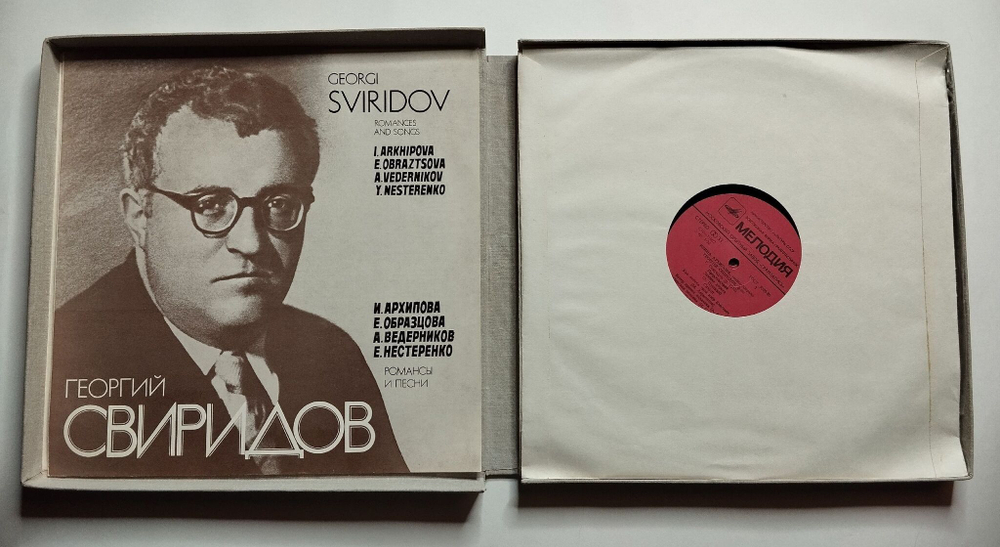 GEORGI
SVIRIDOV
ROMANCES
AND SONGS
I. ARKHIPOVA
E. OBRAZTSOVA
A. VEDERNIKOV
Y. NESTERENKO
И. АРХИПОВА
Е. ОБРАЗЦОВА
А. ВЕДЕРНИКОВ
Е. НЕСТЕРЕНКО
РОМАНСЫ
И ПЕСНИ
ГЕОРГИЙ
СВИРИДОВ
МЕЛОДИЯ